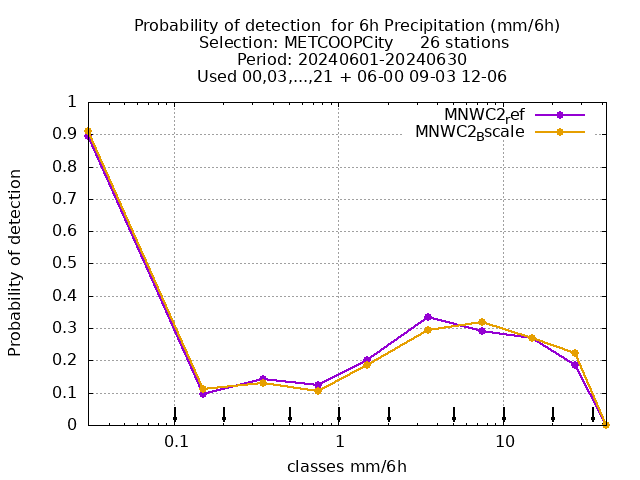 Probability of detection  for 6h Precipitation (mm/6h)
Selection: METCOOPCity     26 stations
Period: 20240601-20240630
Used 00,03,...,21 + 06-00 09-03 12-06
MNWC2ref
MNWC2Bscale
1
0.9
0.8
0.7
0.6
0.5
0.4
0.3
0.2
0.1
0
Probability of detection
0.1 1 10
classes mm/6h